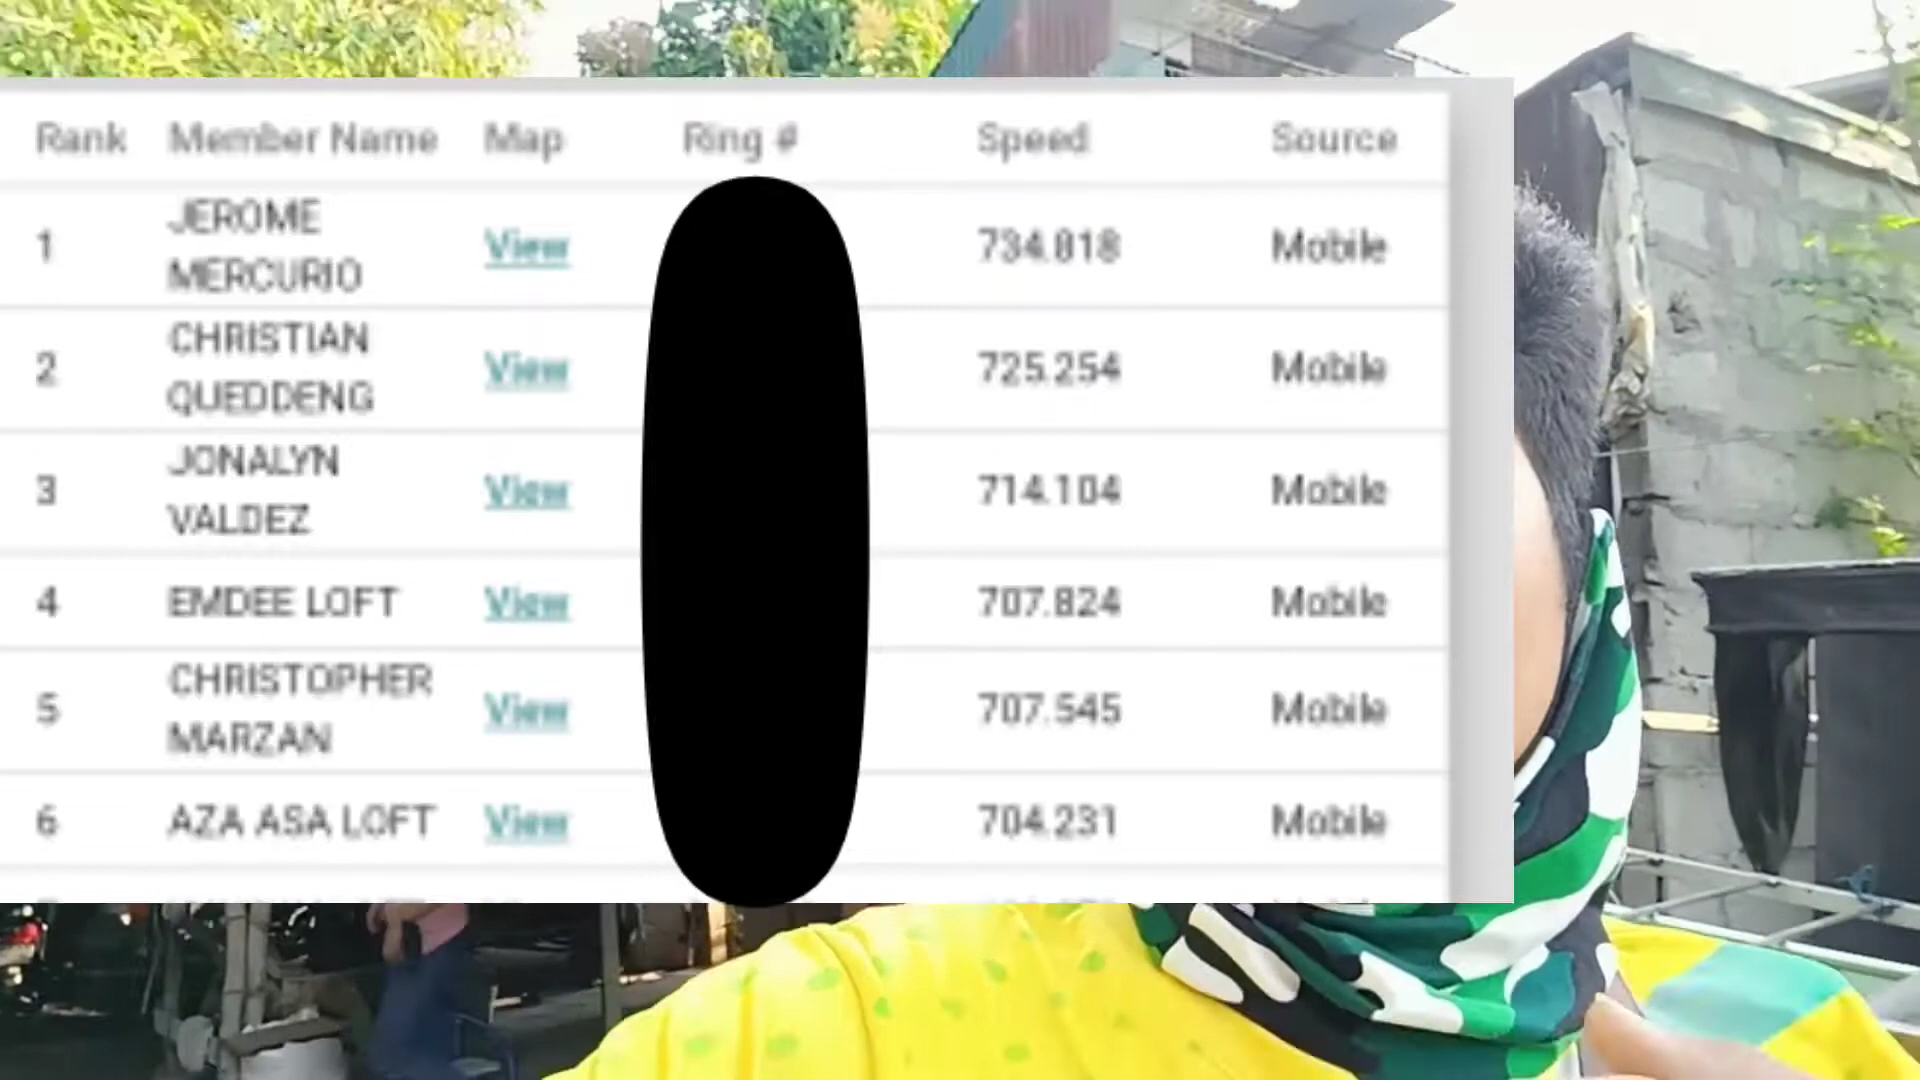 Rank Member Name Map Ring # Speed Source
1 JEROME MERCURIO View 734.818 Mobile
2 CHRISTIAN QUEDDENG View 725.254 Mobile
3 JONALYN VALDEZ View 714.104 Mobile
4 EMDEE LOFT View 707.824 Mobile
5 CHRISTOPHER MARZAN View 707.545 Mobile
6 AZA ASA LOFT View 704.231 Mobile